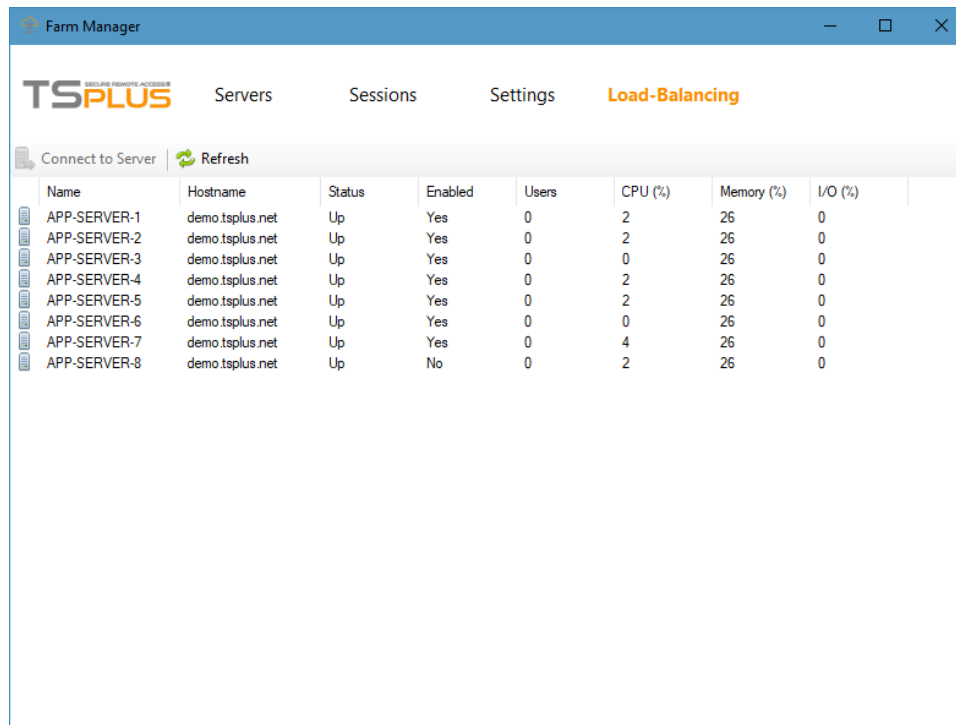 Farm Manager
SECURE REMOTE ACCESS®
TSPLUS Servers Sessions Settings Load-Balancing
Connect to Server Refresh
Name Hostname Status Enabled Users CPU (%) Memory (%) I/O (%)
APP-SERVER-1 demo.tsplus.net Up Yes 0 2 26 0
APP-SERVER-2 demo.tsplus.net Up Yes 0 2 26 0
APP-SERVER-3 demo.tsplus.net Up Yes 0 0 26 0
APP-SERVER-4 demo.tsplus.net Up Yes 0 2 26 0
APP-SERVER-5 demo.tsplus.net Up Yes 0 2 26 0
APP-SERVER-6 demo.tsplus.net Up Yes 0 0 26 0
APP-SERVER-7 demo.tsplus.net Up Yes 0 4 26 0
APP-SERVER-8 demo.tsplus.net Up No 0 2 26 0